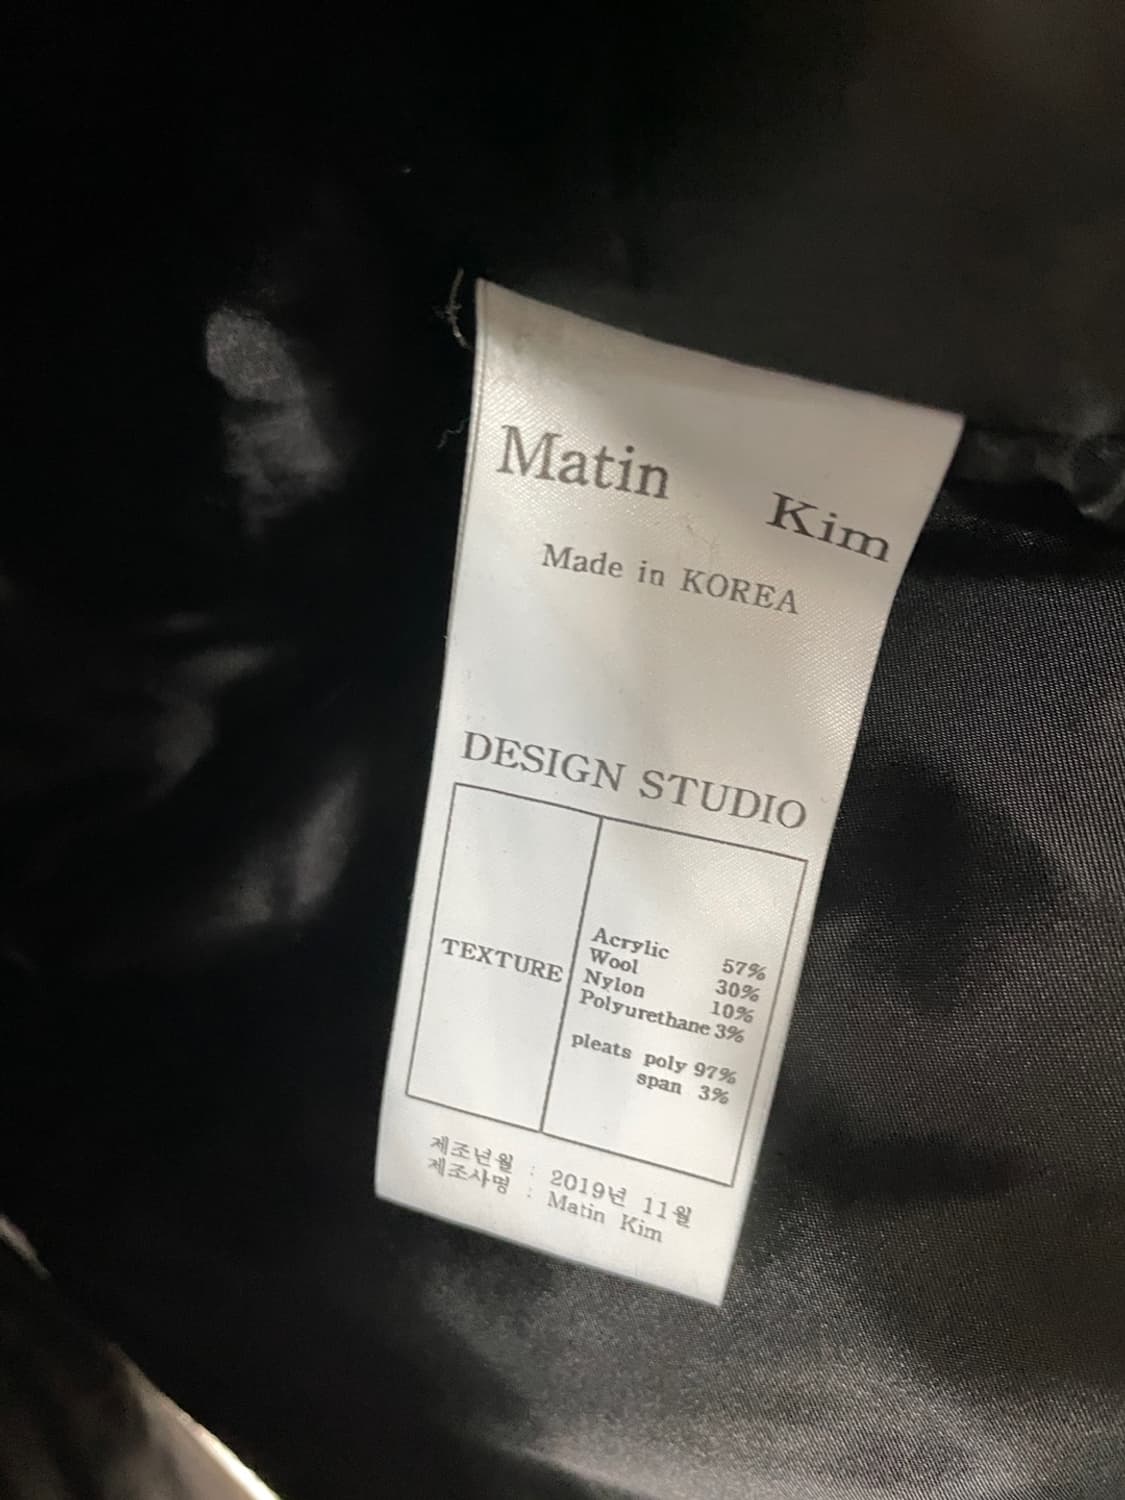 Matin Kim
Made in KOREA
DESIGN STUDIO
TEXTURE
Acrylic 57%
Wool 30%
Nylon 10%
Polyurethane 3%
pleats poly 97%
span 3%
제조년월 : 2019년 11월
제조사명 : Matin Kim